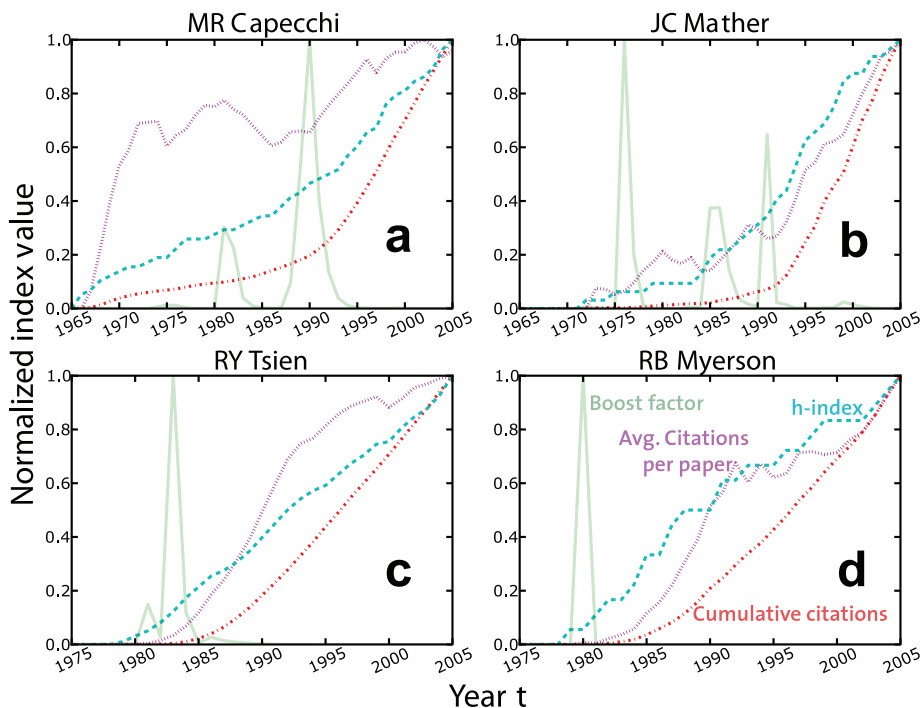 MR Capecchi
JC Mather
1.0
0.8
0.6
0.4
0.2
0.0
a
1965 1970 1975 1980 1985 1990 1995 2000 2005
1.0
0.8
0.6
0.4
0.2
0.0
b
1965 1970 1975 1980 1985 1990 1995 2000 2005
Normalized index value
RY Tsien
RB Myerson
1.0
0.8
0.6
0.4
0.2
0.0
c
1975 1980 1985 1990 1995 2000 2005
1.0
0.8
0.6
0.4
0.2
0.0
Boost factor
h-index
Avg. Citations
per paper
d
Cumulative citations
1975 1980 1985 1990 1995 2000 2005
Year t